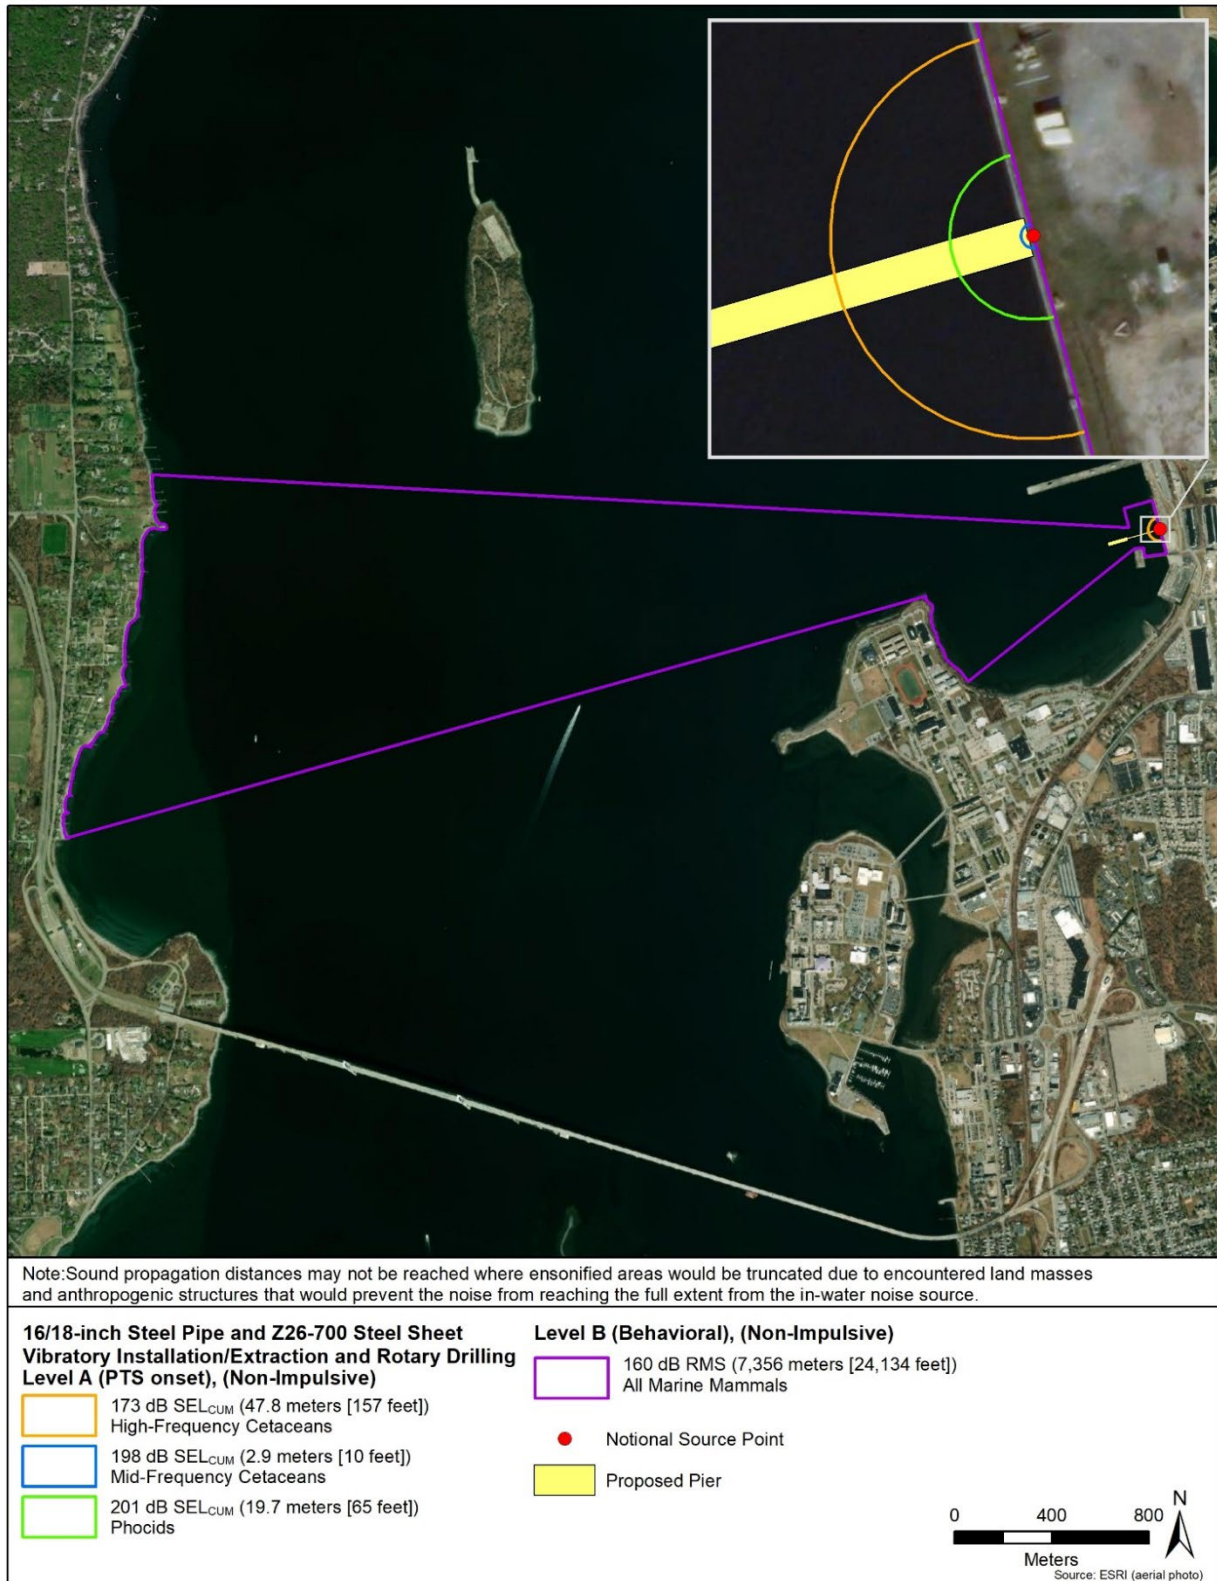 Note:Sound propagation distances may not be reached where ensonified areas would be truncated due to encountered land masses
and anthropogenic structures that would prevent the noise from reaching the full extent from the in-water noise source.
16/18-inch Steel Pipe and Z26-700 Steel Sheet
Vibratory Installation/Extraction and Rotary Drilling
Level A (PTS onset), (Non-Impulsive)
173 dB SELCUM (47.8 meters [157 feet])
High-Frequency Cetaceans
198 dB SELCUM (2.9 meters [10 feet])
Mid-Frequency Cetaceans
201 dB SELCUM (19.7 meters [65 feet])
Phocids
Level B (Behavioral), (Non-Impulsive)
160 dB RMS (7,356 meters [24,134 feet])
All Marine Mammals
Notional Source Point
Proposed Pier
0 400 800
Meters
N
Source: ESRI (aerial photo)